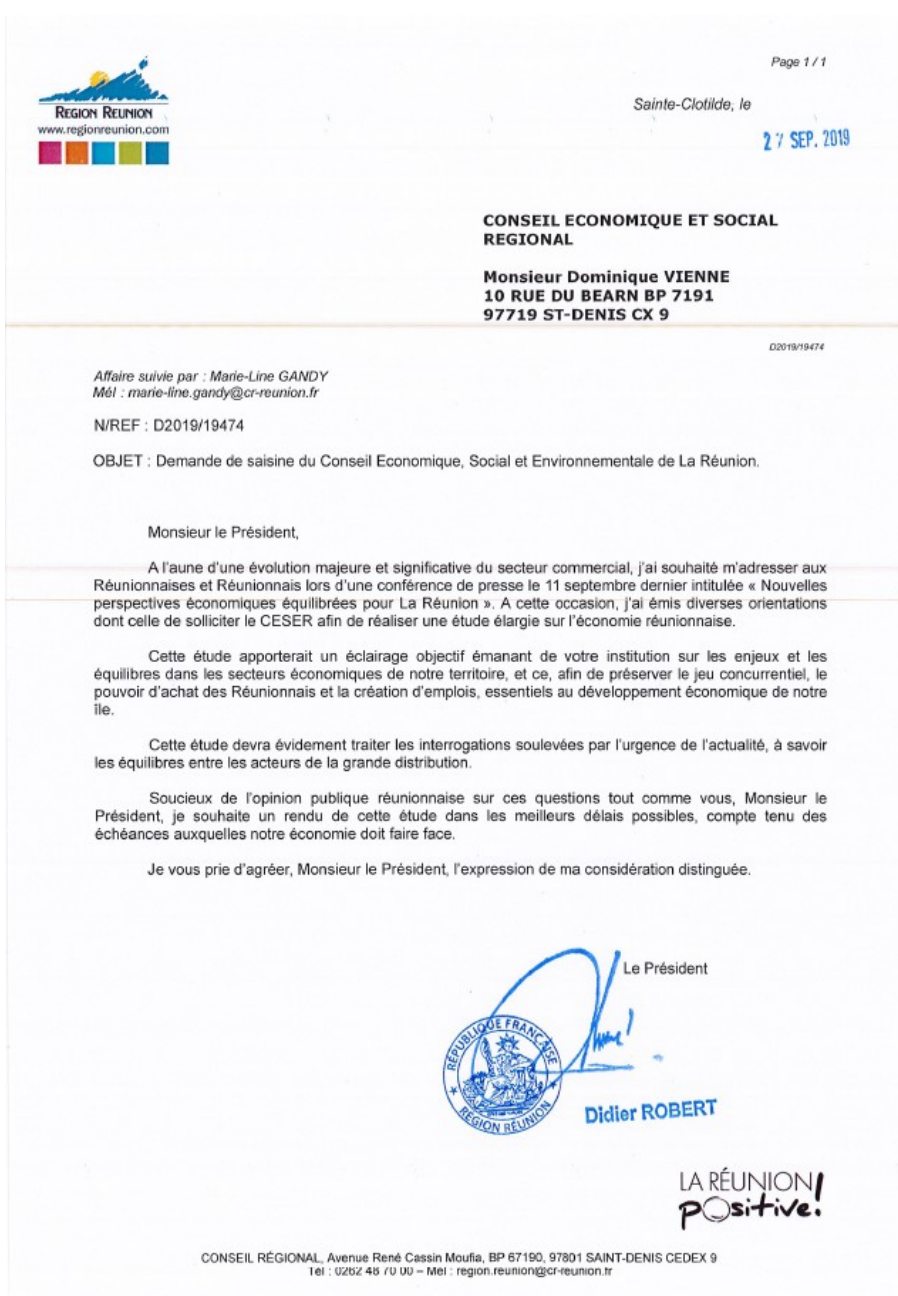 Page 1 / 1
REGION REUNION
www.regionreunion.com
Sainte-Clotilde, le
27 SEP. 2019
CONSEIL ECONOMIQUE ET SOCIAL
REGIONAL
Monsieur Dominique VIENNE
10 RUE DU BEARN BP 7191
97719 ST-DENIS CX 9
D2019/19474
Affaire suivie par : Marie-Line GANDY
Mél : marie-line.gandy@cr-reunion.fr
N/REF : D2019/19474
OBJET : Demande de saisine du Conseil Economique, Social et Environnementale de La Réunion.
Monsieur le Président,
A l'aune d'une évolution majeure et significative du secteur commercial, j'ai souhaité m'adresser aux
Réunionnaises et Réunionnais lors d'une conférence de presse le 11 septembre dernier intitulée « Nouvelles
perspectives économiques équilibrées pour La Réunion ». A cette occasion, j'ai émis diverses orientations
dont celle de solliciter le CESER afin de réaliser une étude élargie sur l'économie réunionnaise.
Cette étude apporterait un éclairage objectif émanant de votre institution sur les enjeux et les
équilibres dans les secteurs économiques de notre territoire, et ce, afin de préserver le jeu concurrentiel, le
pouvoir d'achat des Réunionnais et la création d'emplois, essentiels au développement économique de notre
île.
Cette étude devra évidement traiter les interrogations soulevées par l'urgence de l'actualité, à savoir
les équilibres entre les acteurs de la grande distribution.
Soucieux de l'opinion publique réunionnaise sur ces questions tout comme vous, Monsieur le
Président, je souhaite un rendu de cette étude dans les meilleurs délais possibles, compte tenu des
échéances auxquelles notre économie doit faire face.
Je vous prie d'agréer, Monsieur le Président, l'expression de ma considération distinguée.
Le Président
RÉPUBLIQUE FRANÇAISE
RÉGION RÉUNION
Didier ROBERT
LA RÉUNION
positive!
CONSEIL RÉGIONAL, Avenue René Cassin Moufia, BP 67190, 97801 SAINT-DENIS CEDEX 9
Tél : 0262 48 70 00 – Mél : region.reunion@cr-reunion.fr